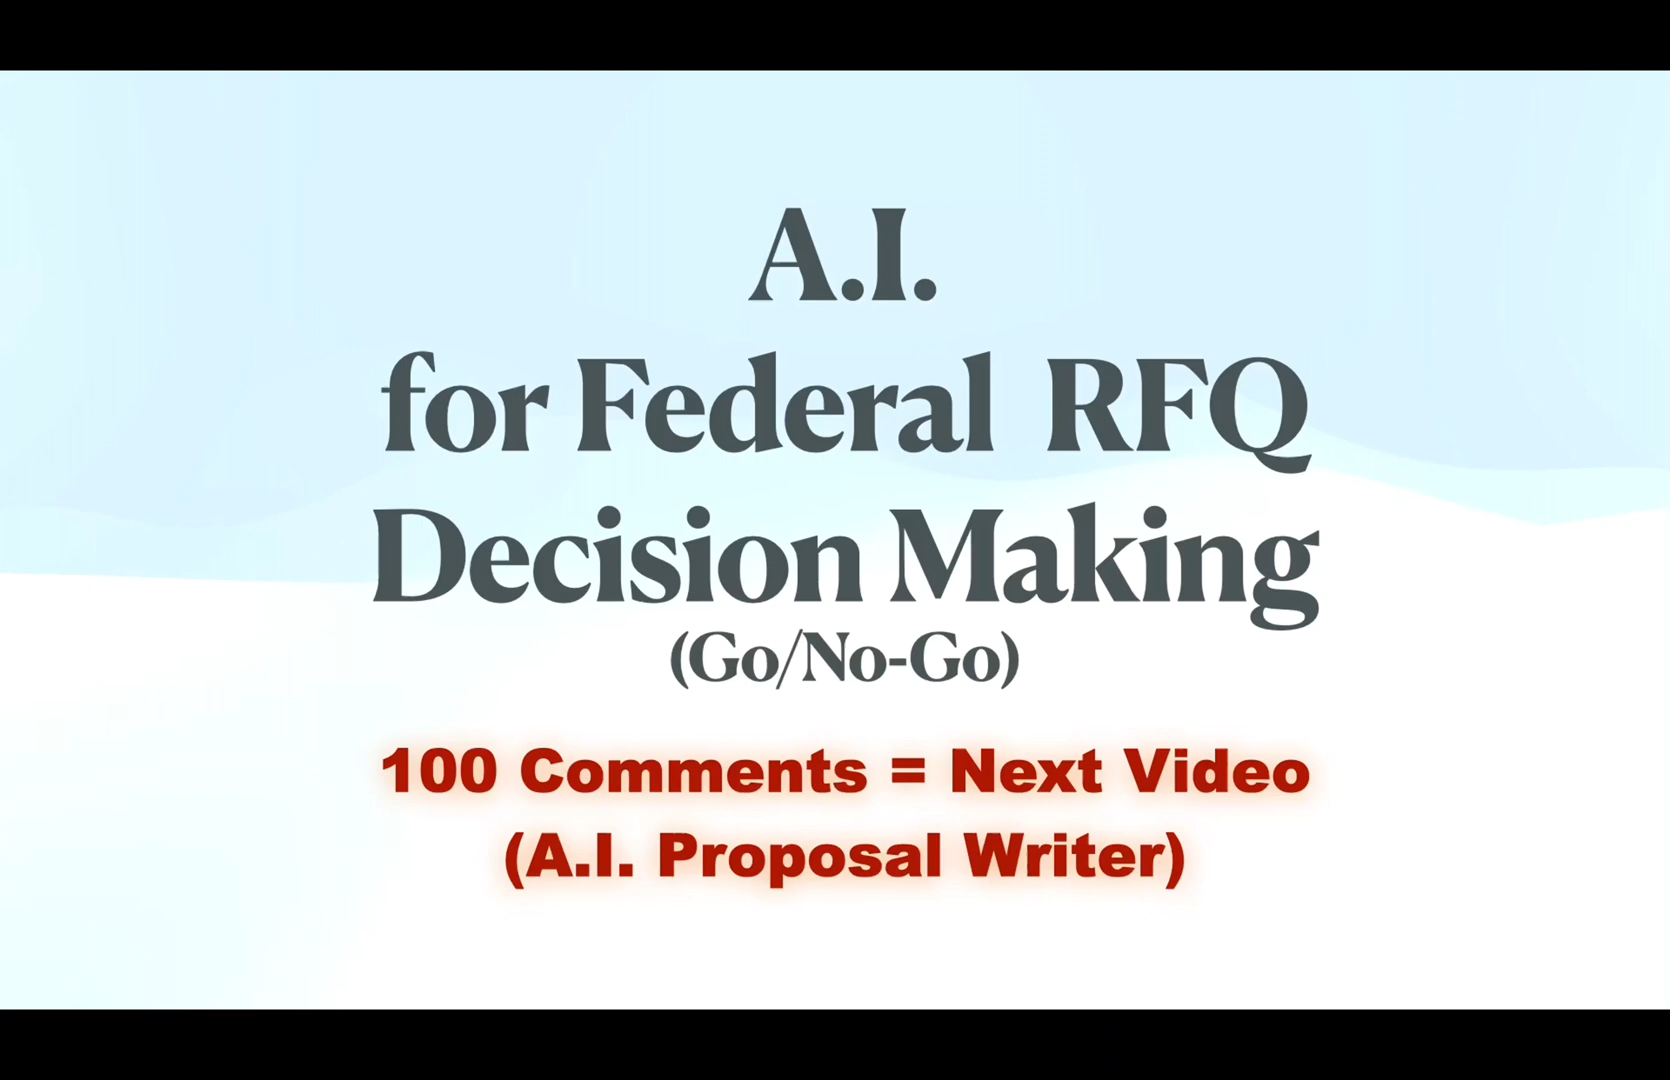 A.I.
for Federal RFQ
Decision Making
(Go/No-Go)
100 Comments = Next Video
(A.I. Proposal Writer)